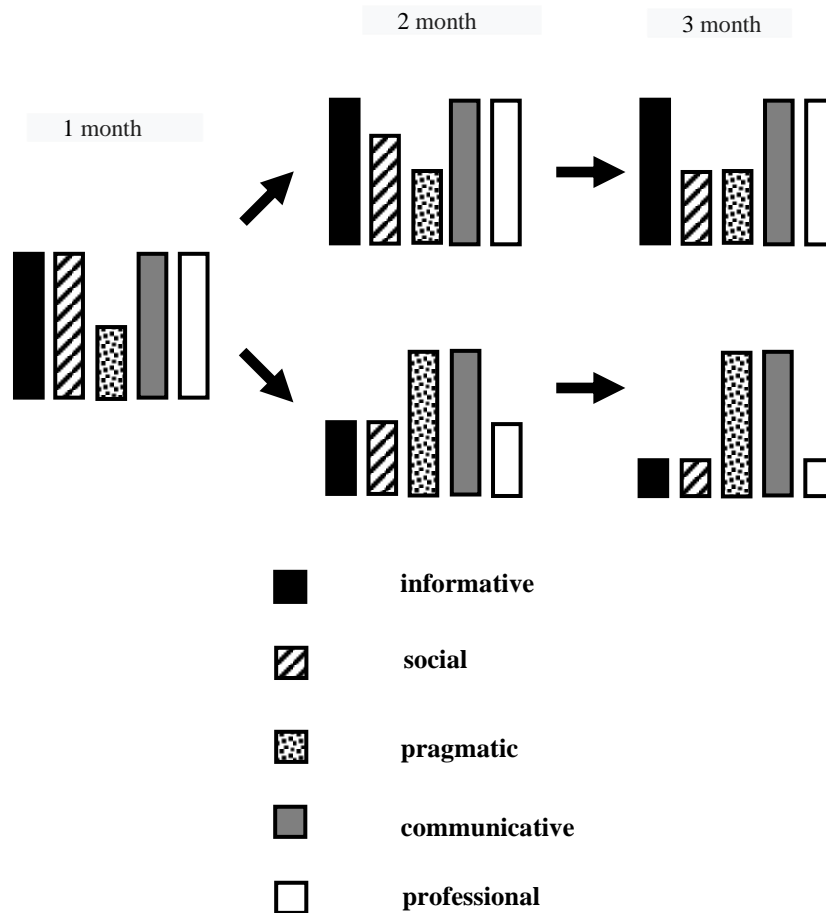 2 month
3 month
1 month
informative
social
pragmatic
communicative
professional